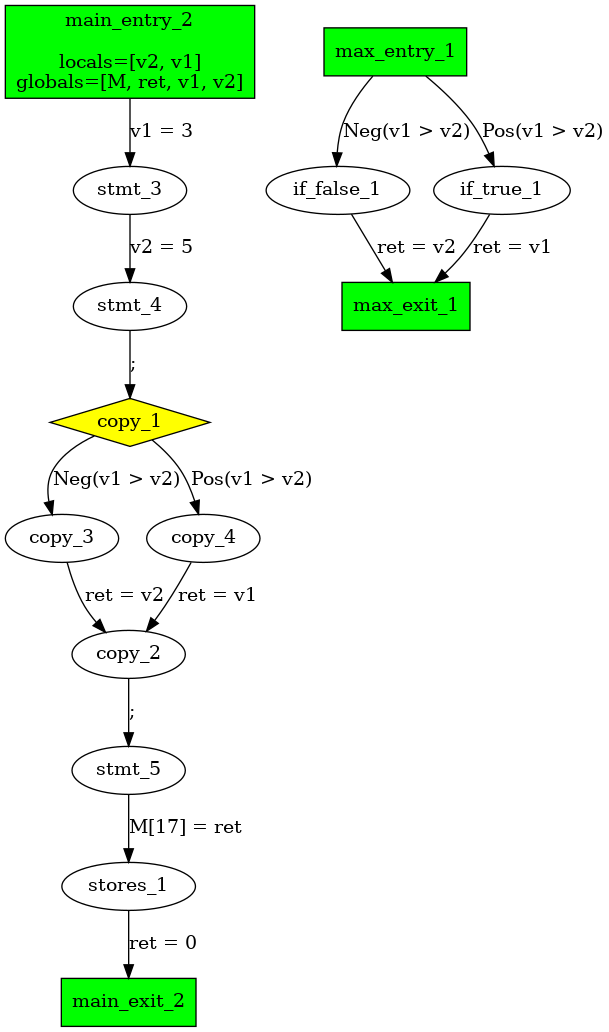 main_entry_2
locals=[v2, v1]
globals=[M, ret, v1, v2]
v1 = 3
stmt_3
v2 = 5
stmt_4
;
copy_1
Neg(v1 > v2)
Pos(v1 > v2)
copy_3
copy_4
ret = v2
ret = v1
copy_2
;
stmt_5
M[17] = ret
stores_1
ret = 0
main_exit_2
max_entry_1
Neg(v1 > v2)
Pos(v1 > v2)
if_false_1
if_true_1
ret = v2
ret = v1
max_exit_1